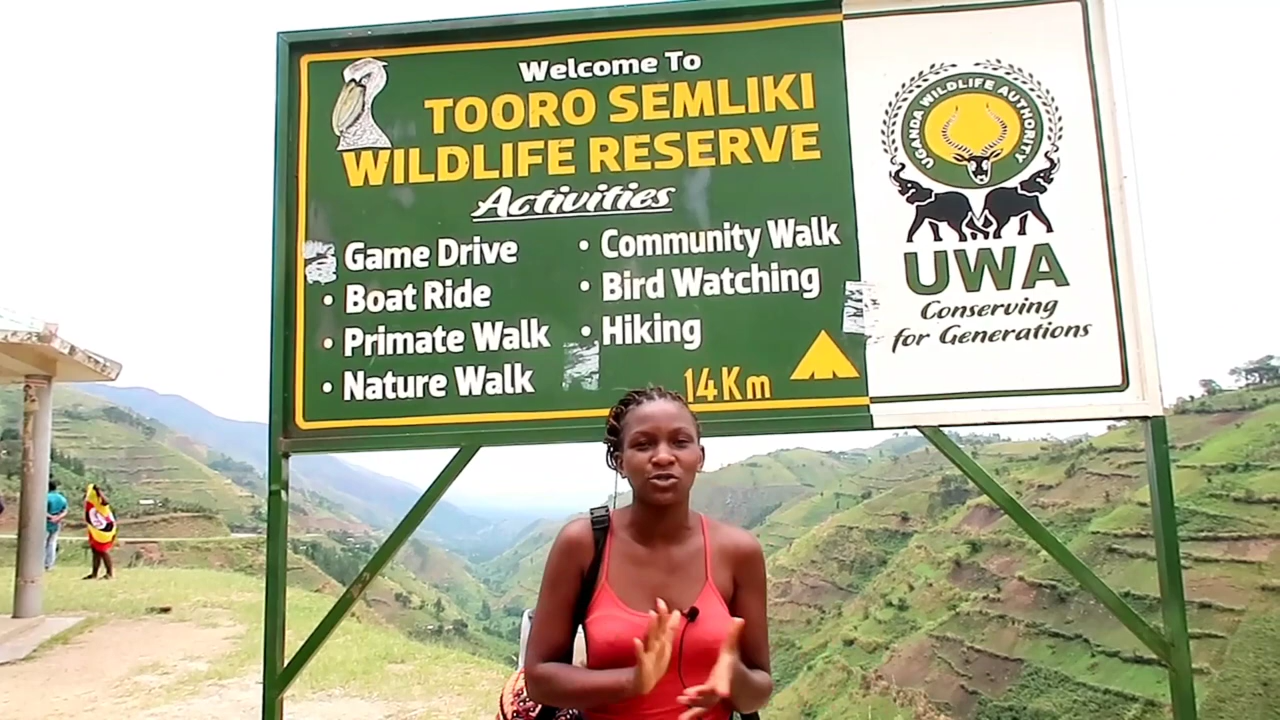 Welcome To
TOORO SEMLIKI
WILDLIFE RESERVE
Activities
• Game Drive
• Boat Ride
• Primate Walk
• Nature Walk
• Community Walk
• Bird Watching
• Hiking
14Km
UGANDA WILDLIFE AUTHORITY
UWA
Conserving
for Generations